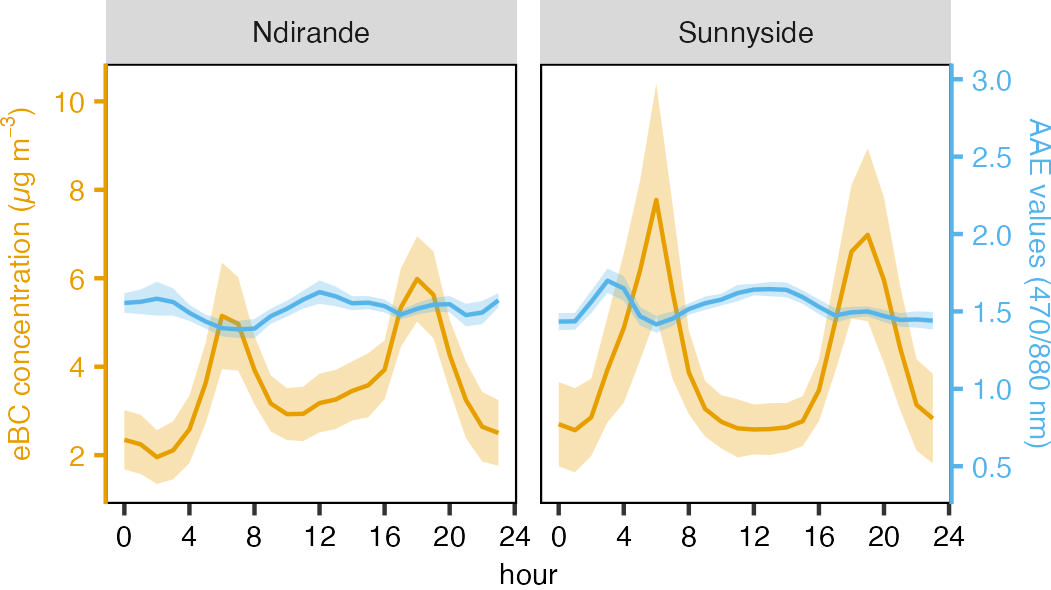 Ndirande
Sunnyside
eBC concentration (µg m⁻³)
10
8
6
4
2
3.0
2.5
2.0
1.5
1.0
0.5
AAE values (470/880 nm)
0 4 8 12 16 20 24
0 4 8 12 16 20 24
hour